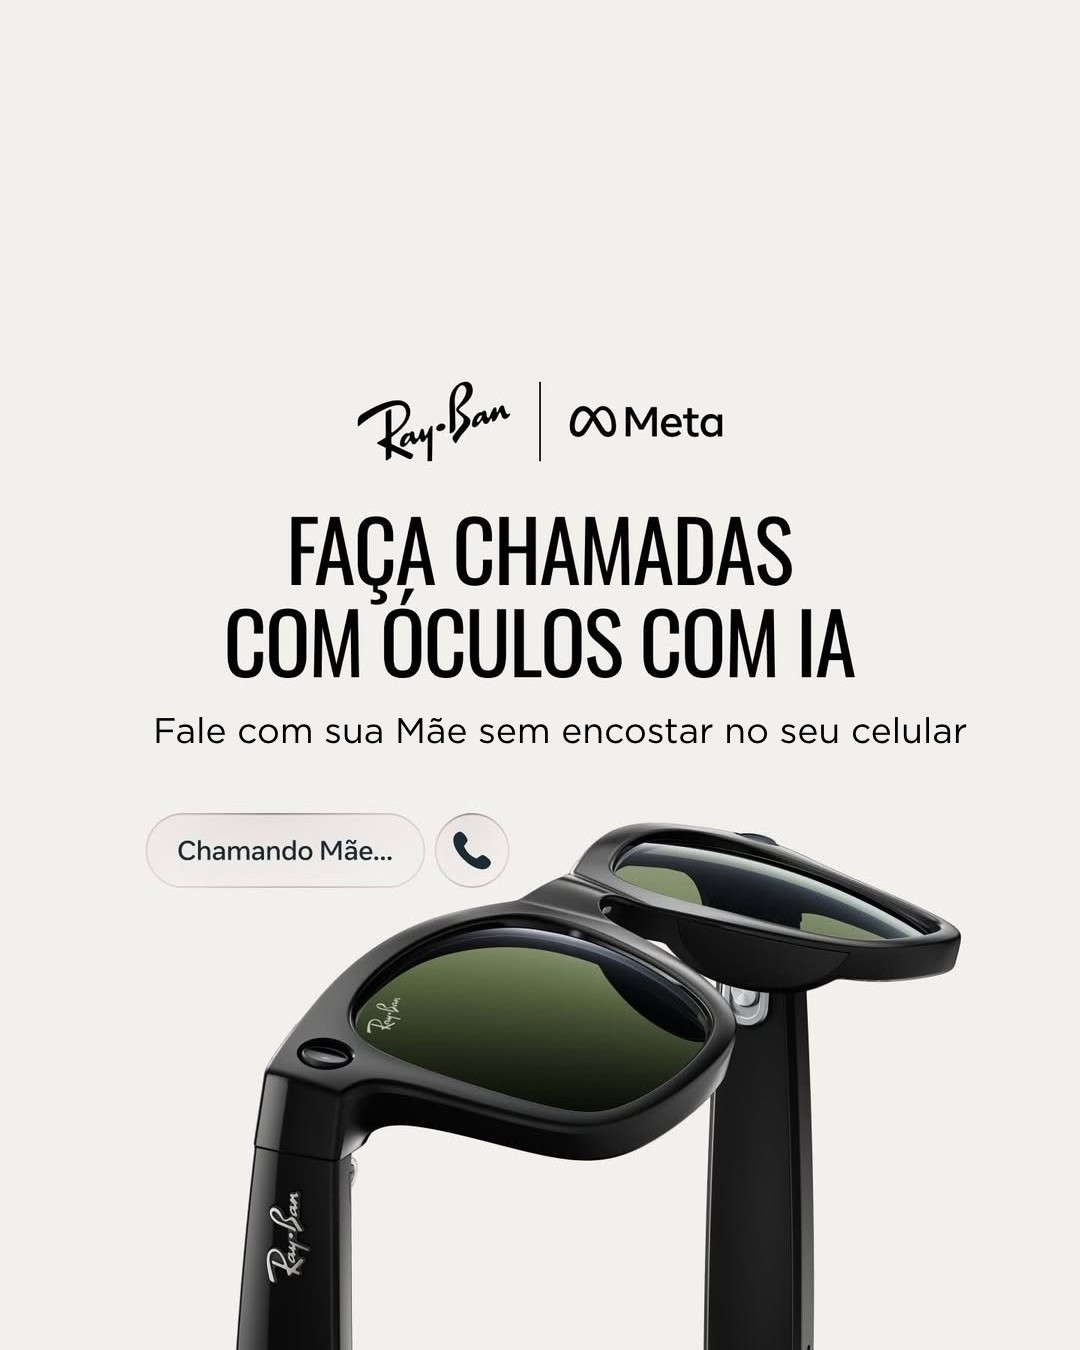 Ray-Ban | Meta
FAÇA CHAMADAS
COM ÓCULOS COM IA
Fale com sua Mãe sem encostar no seu celular
Chamando Mãe...
Ray-Ban
Ray-Ban